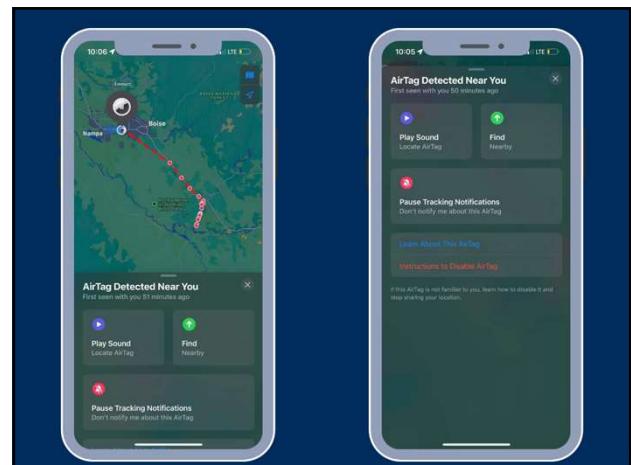 10:06
LTE
Emmett
Boise
Nampa
AirTag Detected Near You
First seen with you 51 minutes ago
Play Sound
Locate AirTag
Find
Nearby
Pause Tracking Notifications
Don't notify me about this AirTag
10:05
LTE
AirTag Detected Near You
First seen with you 50 minutes ago
Play Sound
Locate AirTag
Find
Nearby
Pause Tracking Notifications
Don't notify me about this AirTag
Learn About This AirTag
Instructions to Disable AirTag
If this AirTag is not familiar to you, learn how to disable it and
stop sharing your location.